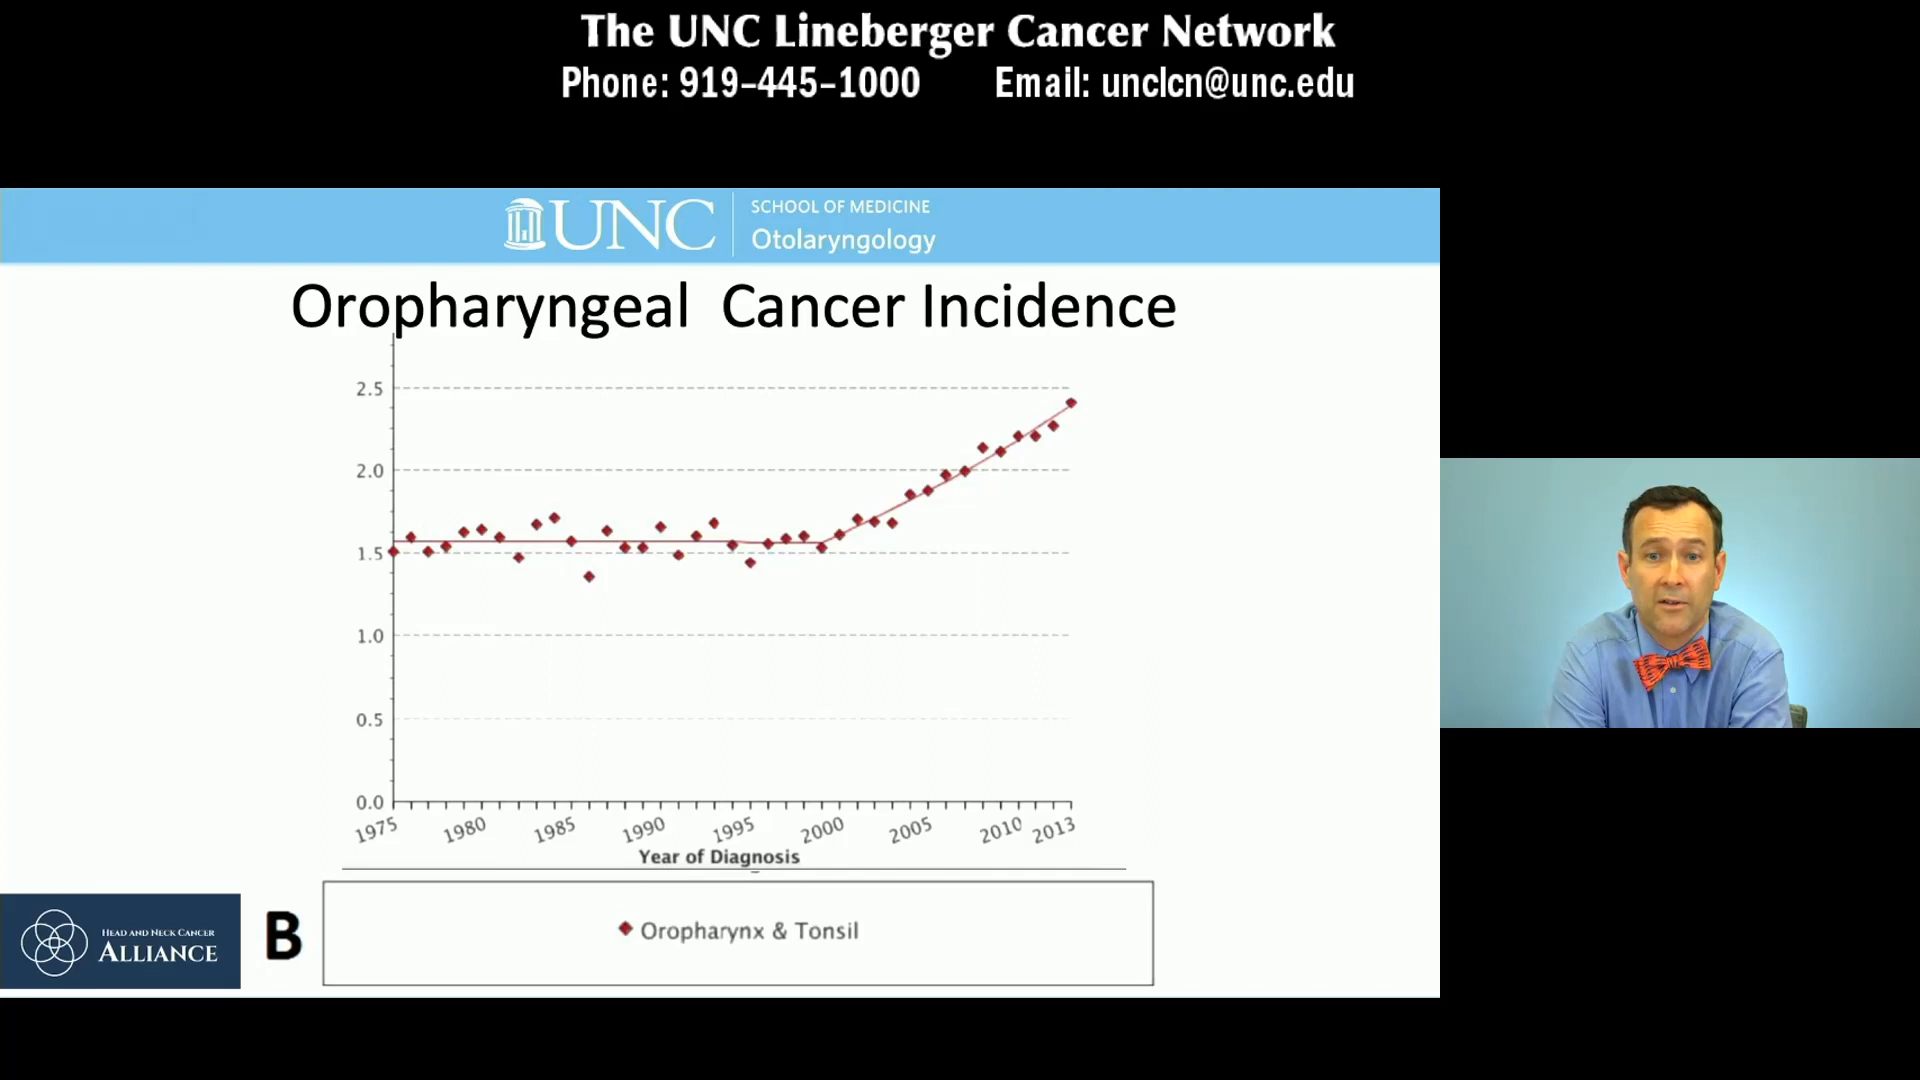 The UNC Lineberger Cancer Network
Phone: 919-445-1000 Email: unclcn@unc.edu
UNC
SCHOOL OF MEDICINE
Otolaryngology
Oropharyngeal Cancer Incidence
2.5
2.0
1.5
1.0
0.5
0.0
1975 1980 1985 1990 1995 2000 2005 2010 2013
Year of Diagnosis
HEAD AND NECK CANCER
ALLIANCE
B
Oropharynx & Tonsil